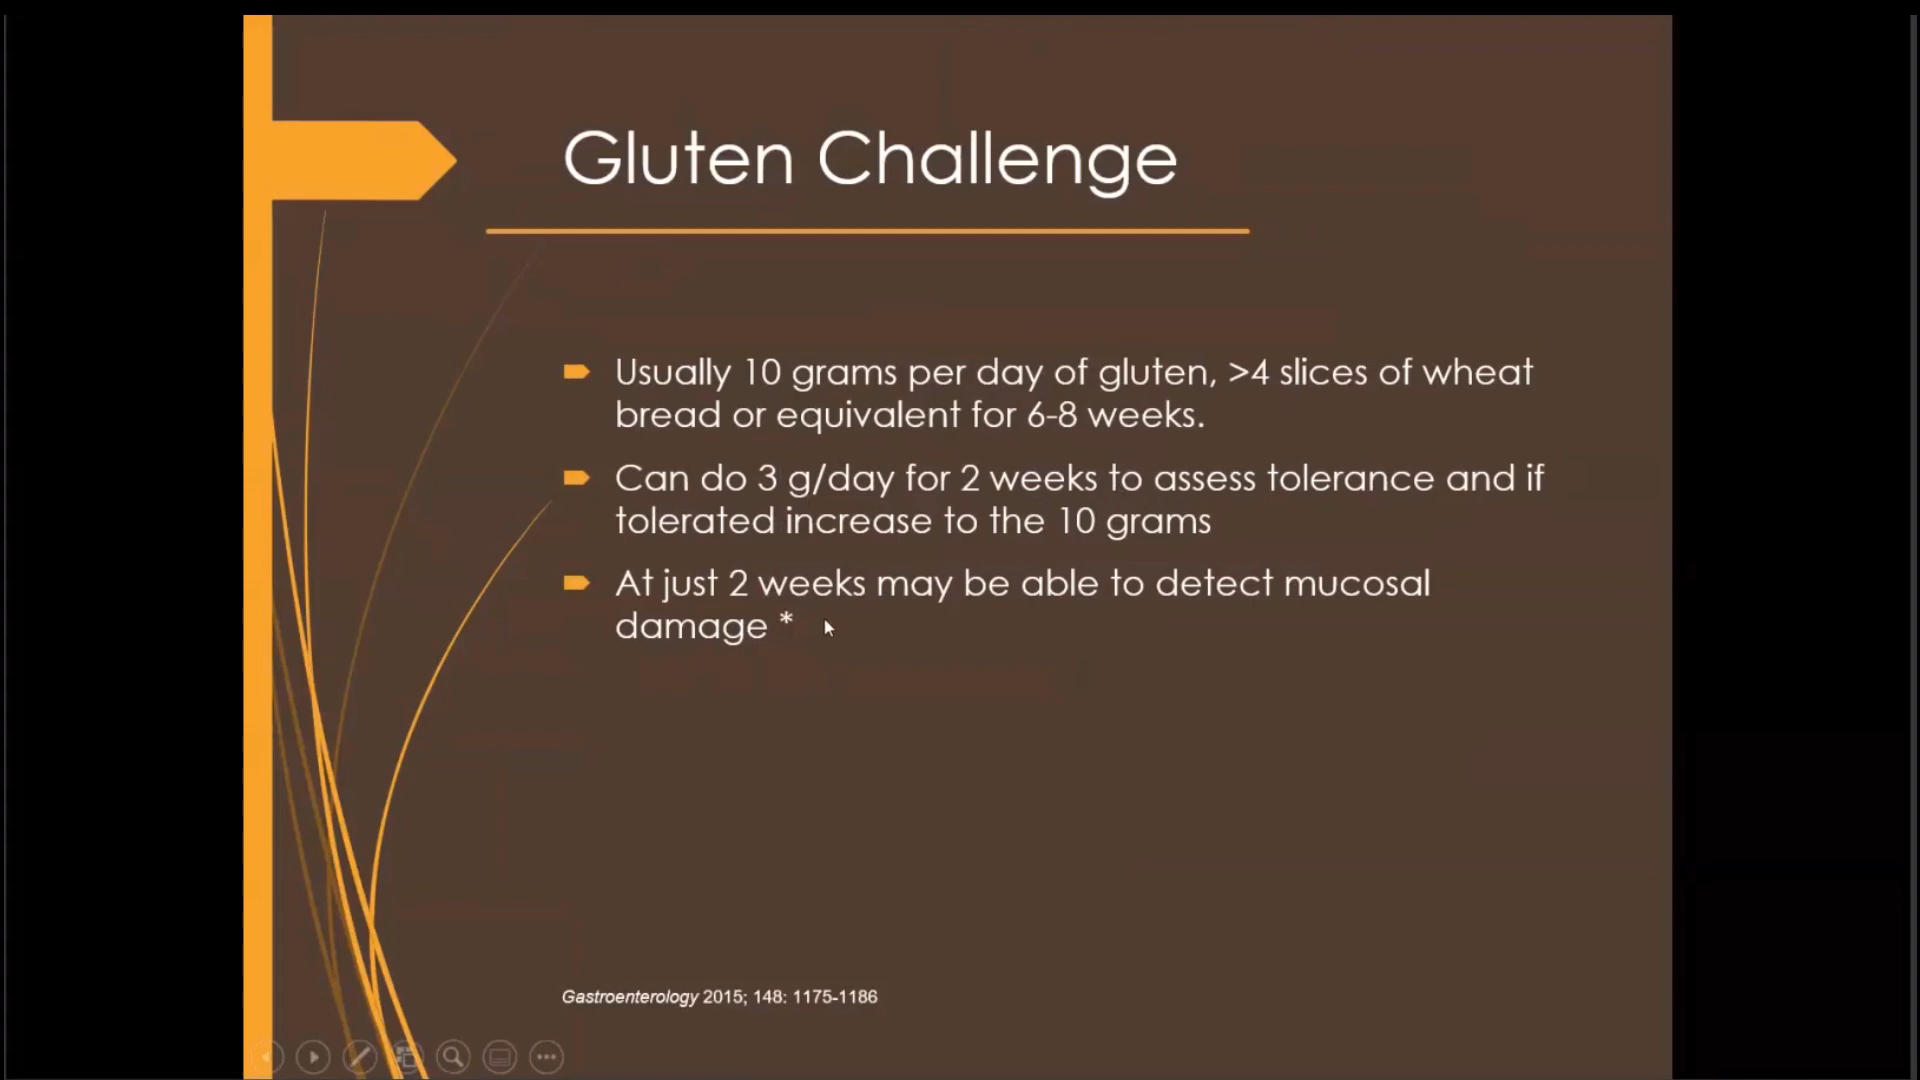 Gluten Challenge
Usually 10 grams per day of gluten, >4 slices of wheat
bread or equivalent for 6-8 weeks.
Can do 3 g/day for 2 weeks to assess tolerance and if
tolerated increase to the 10 grams
At just 2 weeks may be able to detect mucosal
damage *
Gastroenterology 2015; 148: 1175-1186